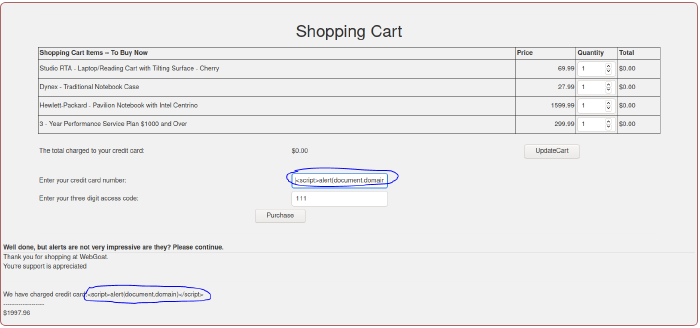 Shopping Cart
Shopping Cart Items -- To Buy Now Price Quantity Total
Studio RTA - Laptop/Reading Cart with Tilting Surface - Cherry 69.99 1 $0.00
Dynex - Traditional Notebook Case 27.99 1 $0.00
Hewlett-Packard - Pavilion Notebook with Intel Centrino 1599.99 1 $0.00
3 - Year Performance Service Plan $1000 and Over 299.99 1 $0.00
The total charged to your credit card: $0.00 UpdateCart
Enter your credit card number: <script>alert(document.domain
Enter your three digit access code: 111
Purchase
Well done, but alerts are not very impressive are they? Please continue.
Thank you for shopping at WebGoat.
You're support is appreciated
We have charged credit card:<script>alert(document.domain)</script>
-------------------
$1997.96